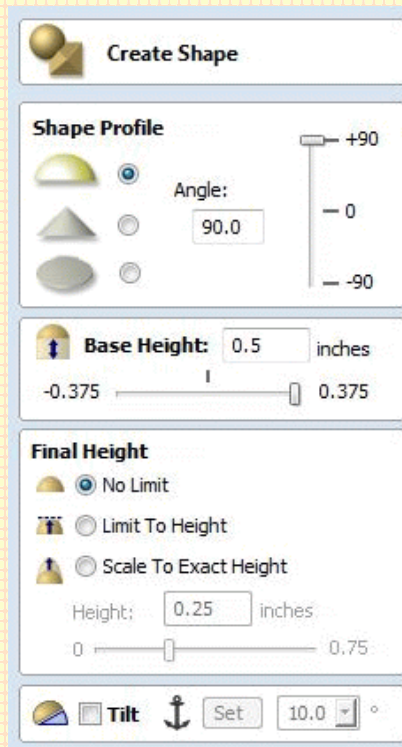 Create Shape
Shape Profile
+90
Angle:
90.0
0
-90
Base Height: 0.5 inches
-0.375 0.375
Final Height
No Limit
Limit To Height
Scale To Exact Height
Height: 0.25 inches
0 0.75
Tilt Set 10.0 °